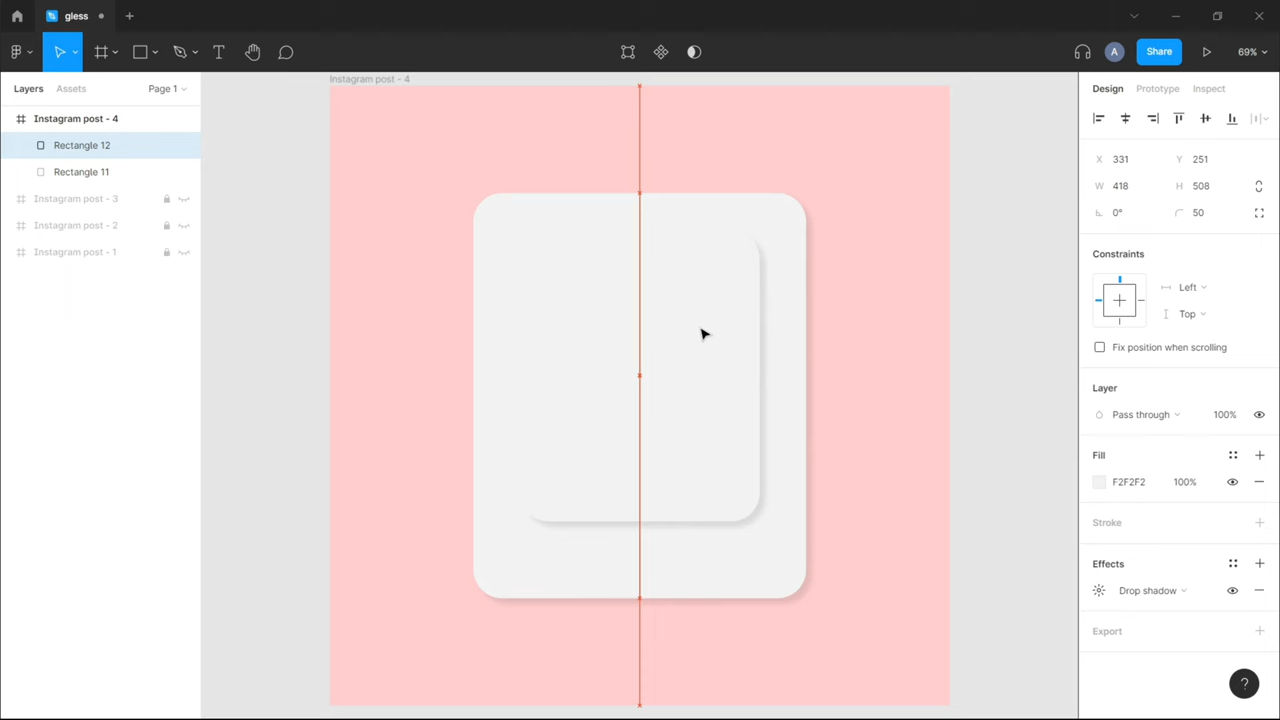 gless
Share
69%
Layers
Assets
Page 1
Instagram post - 4
Rectangle 12
Rectangle 11
Instagram post - 3
Instagram post - 2
Instagram post - 1
Instagram post - 4
A
Design
Prototype
Inspect
X 331
Y 251
W 418
H 508
0°
50
Constraints
Left
Top
Fix position when scrolling
Layer
Pass through
100%
Fill
F2F2F2
100%
Stroke
Effects
Drop shadow
Export
?